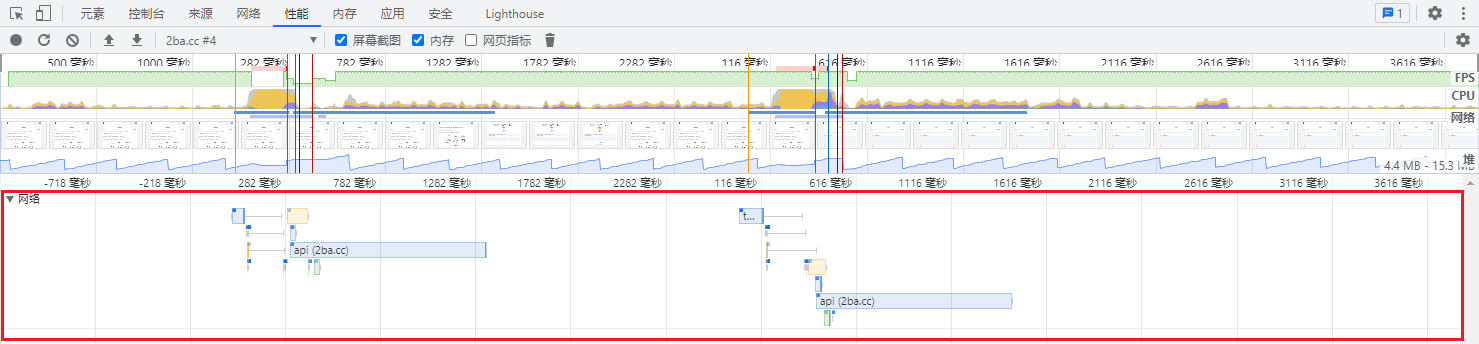 元素 控制台 来源 网络 性能 内存 应用 安全 Lighthouse 1
2ba.cc #4 屏幕截图 内存 网页指标
500 毫秒 1000 毫秒 282 毫秒 782 毫秒 1282 毫秒 1782 毫秒 2282 毫秒 116 毫秒 616 毫秒 1116 毫秒 1616 毫秒 2116 毫秒 2616 毫秒 3116 毫秒 3616 毫秒
FPS
CPU
网络
堆
4.4 MB - 15.3 MB
-718 毫秒 -218 毫秒 282 毫秒 782 毫秒 1282 毫秒 1782 毫秒 2282 毫秒 116 毫秒 616 毫秒 1116 毫秒 1616 毫秒 2116 毫秒 2616 毫秒 3116 毫秒 3616 毫秒
网络
t...
api (2ba.cc)
api (2ba.cc)